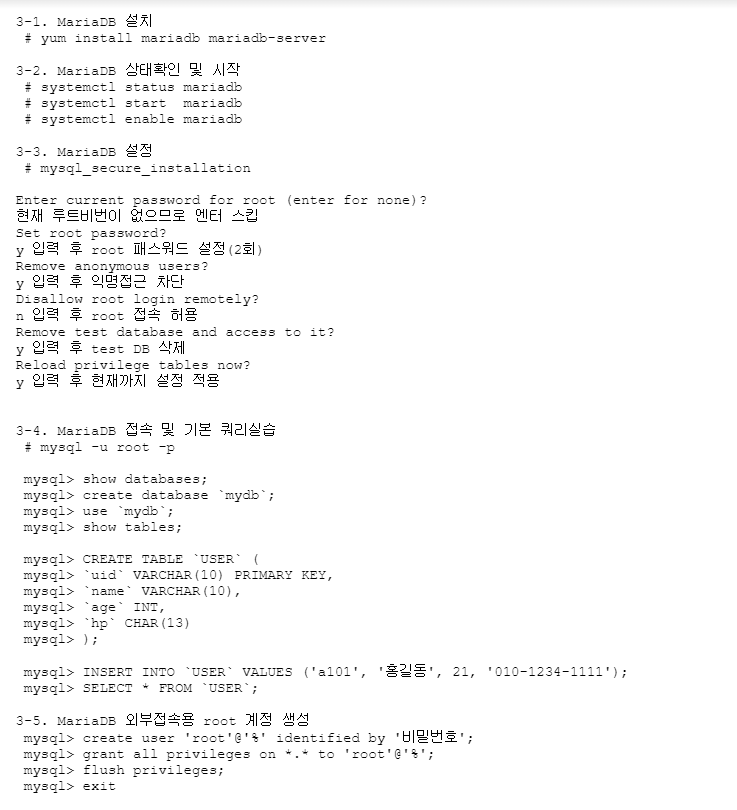 3-1. MariaDB 설치
# yum install mariadb mariadb-server
3-2. MariaDB 상태확인 및 시작
# systemctl status mariadb
# systemctl start  mariadb
# systemctl enable mariadb
3-3. MariaDB 설정
# mysql_secure_installation
Enter current password for root (enter for none)?
현재 루트비번이 없으므로 엔터 스킵
Set root password?
y 입력 후 root 패스워드 설정(2회)
Remove anonymous users?
y 입력 후 익명접근 차단
Disallow root login remotely?
n 입력 후 root 접속 허용
Remove test database and access to it?
y 입력 후 test DB 삭제
Reload privilege tables now?
y 입력 후 현재까지 설정 적용
3-4. MariaDB 접속 및 기본 쿼리실습
# mysql -u root -p
mysql> show databases;
mysql> create database `mydb`;
mysql> use `mydb`;
mysql> show tables;
mysql> CREATE TABLE `USER` (
mysql> `uid` VARCHAR(10) PRIMARY KEY,
mysql> `name` VARCHAR(10),
mysql> `age` INT,
mysql> `hp` CHAR(13)
mysql> );
mysql> INSERT INTO `USER` VALUES ('a101', '홍길동', 21, '010-1234-1111');
mysql> SELECT * FROM `USER`;
3-5. MariaDB 외부접속용 root 계정 생성
mysql> create user 'root'@'%' identified by '비밀번호';
mysql> grant all privileges on *.* to 'root'@'%';
mysql> flush privileges;
mysql> exit